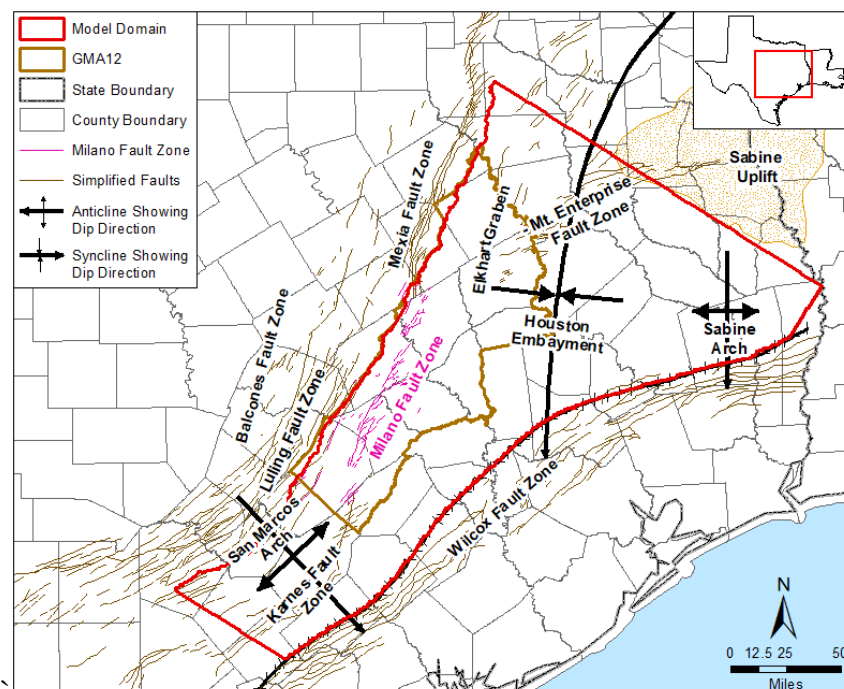 Model Domain
GMA12
State Boundary
County Boundary
Milano Fault Zone
Simplified Faults
Anticline Showing
Dip Direction
Syncline Showing
Dip Direction
Sabine
Uplift
Mexia Fault Zone
Elkhart Graben
Mt. Enterprise
Fault Zone
Houston
Embayment
Sabine
Arch
Balcones Fault Zone
Luling Fault Zone
Milano Fault Zone
San Marcos
Arch
Karnes Fault
Zone
Wilcox Fault Zone
N
0 12.5 25 50
Miles